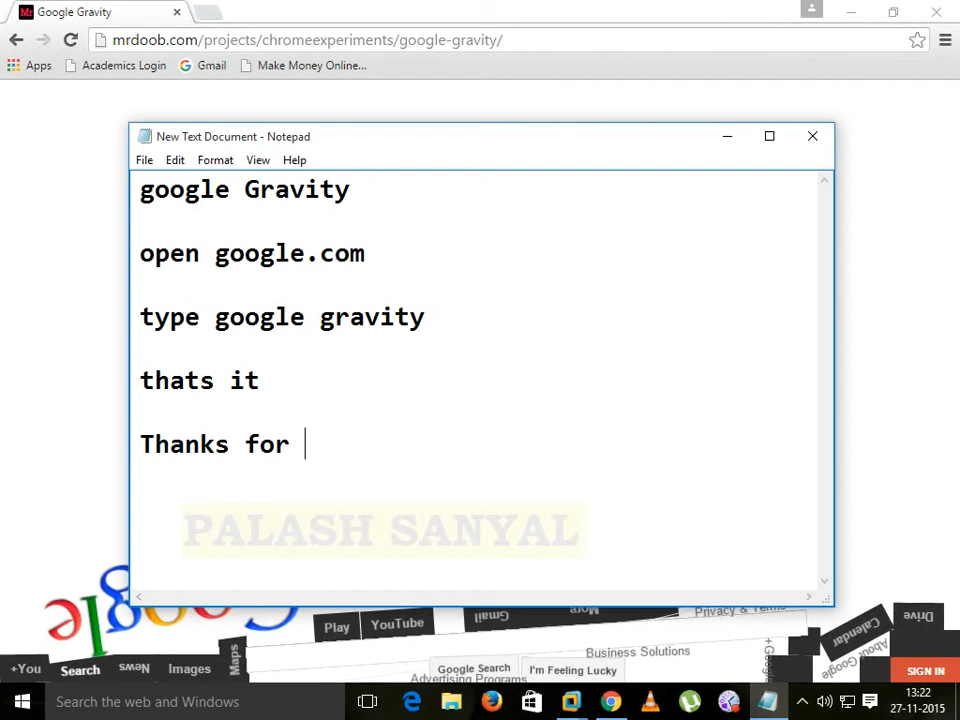 Google Gravity
mrdoob.com/projects/chromeexperiments/google-gravity/
Apps Academics Login Gmail Make Money Online...
New Text Document - Notepad
File Edit Format View Help
google Gravity
open google.com
type google gravity
thats it
Thanks for
PALASH SANYAL
Google
Play YouTube Gmail More Privacy & Terms Calendar Drive
+You Search News Images Maps Business Solutions +Google About Google
Google Search I'm Feeling Lucky SIGN IN
Advertising Programs
Search the web and Windows
13:22
27-11-2015